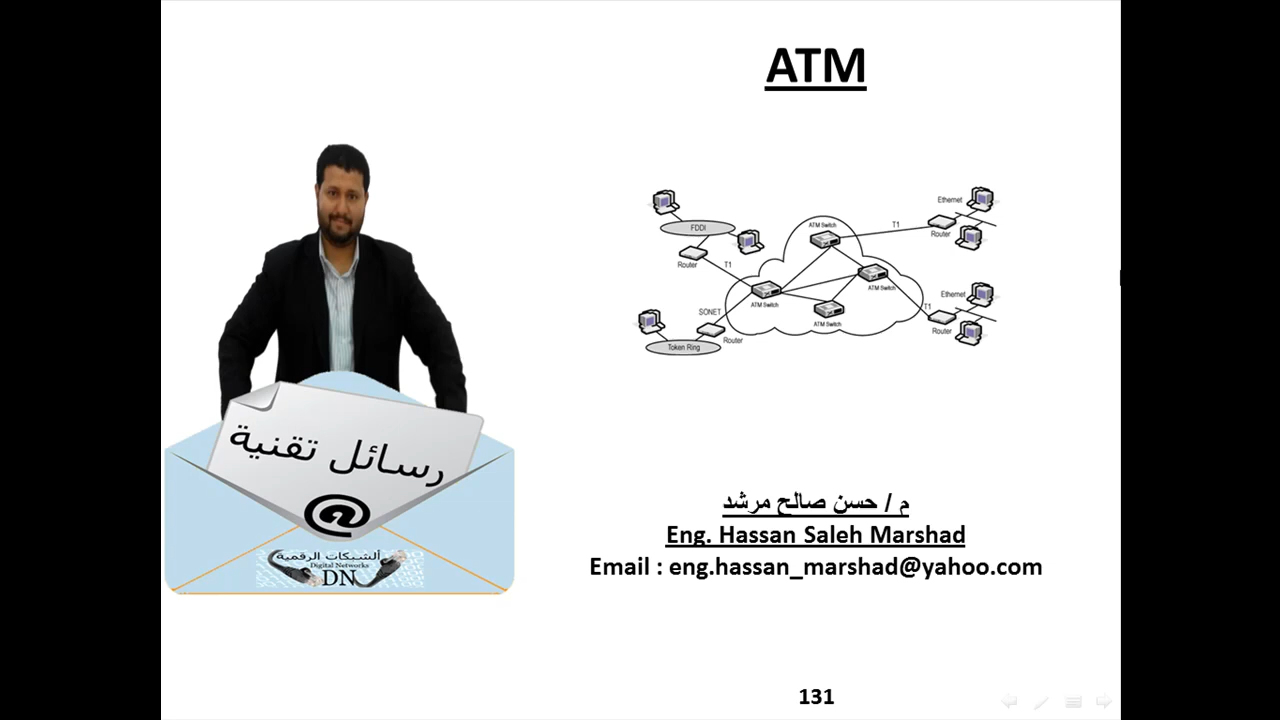 ATM
ATM Switch
Ethernet
FDDI
T1
Router
Router
T1
ATM Switch
ATM Switch
Ethernet
SONET
T1
ATM Switch
Router
Router
Token Ring
رسائل تقنية
@
الشبكات الرقمية
Digital Networks
DN
م / حسن صالح مرشد
Eng. Hassan Saleh Marshad
Email : eng.hassan_marshad@yahoo.com
131